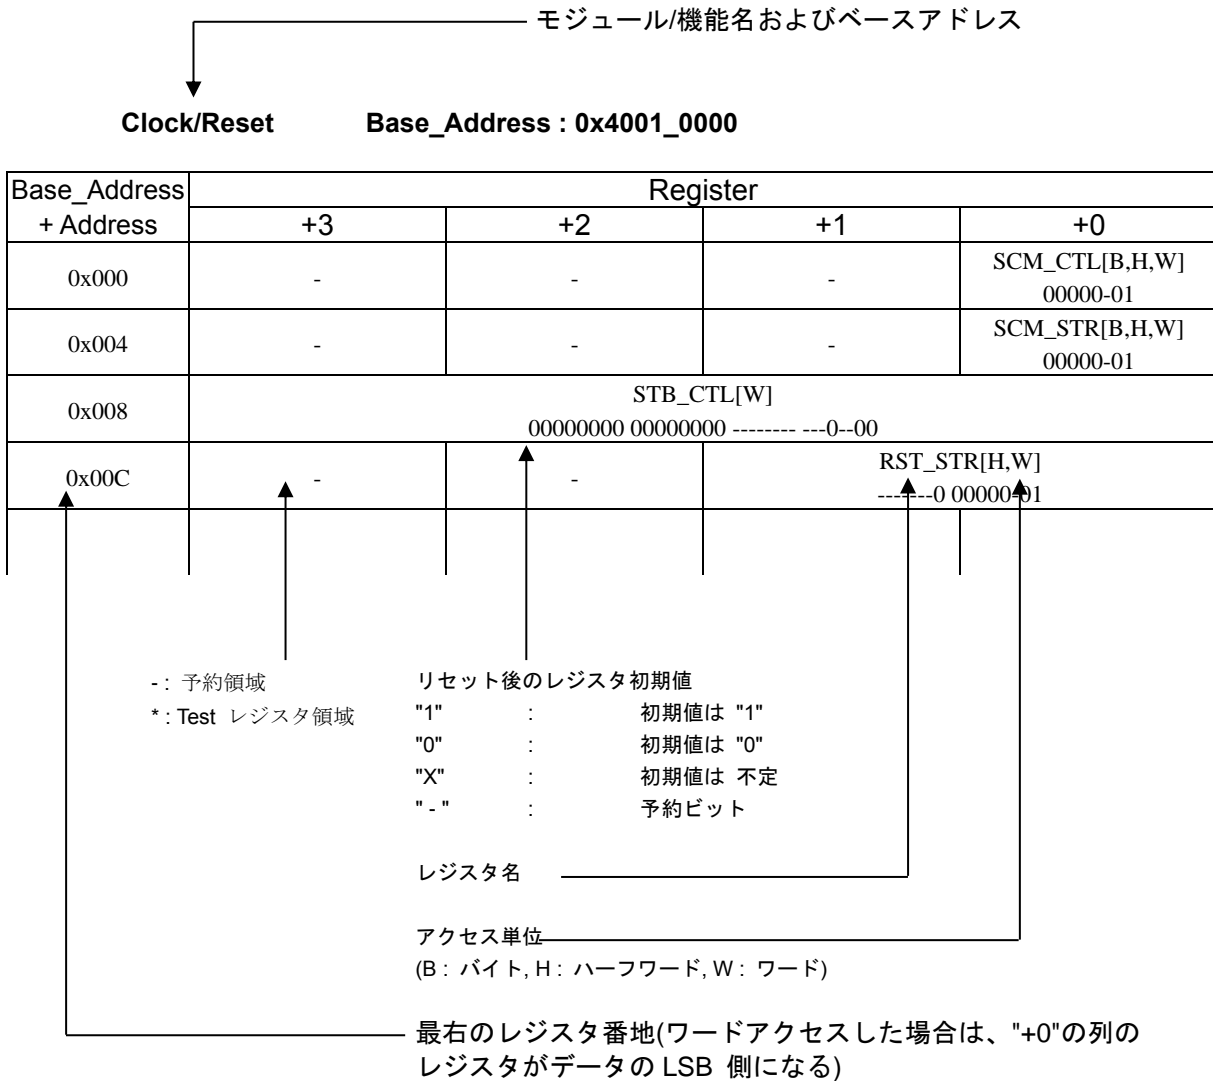 モジュール/機能名およびベースアドレス
Clock/Reset Base_Address : 0x4001_0000
Base_Address + Address Register
+3 +2 +1 +0
0x000 - - - SCM_CTL[B,H,W]
00000-01
0x004 - - - SCM_STR[B,H,W]
00000-01
0x008 STB_CTL[W]
00000000 00000000 -------- ---0--00
0x00C - - RST_STR[H,W]
-------0 00000-01
- : 予約領域
* : Test レジスタ領域
リセット後のレジスタ初期値
"1" : 初期値は "1"
"0" : 初期値は "0"
"X" : 初期値は 不定
" - " : 予約ビット
レジスタ名
アクセス単位
(B : バイト, H : ハーフワード, W : ワード)
最右のレジスタ番地(ワードアクセスした場合は、"+0"の列の
レジスタがデータの LSB 側になる)